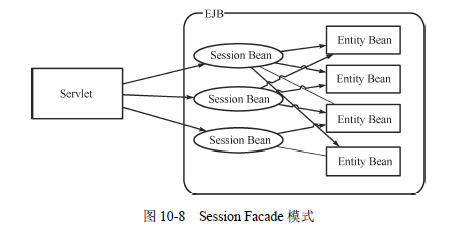 EJB
Servlet
Session Bean
Session Bean
Session Bean
Entity Bean
Entity Bean
Entity Bean
Entity Bean
图 10-8 Session Facade 模式